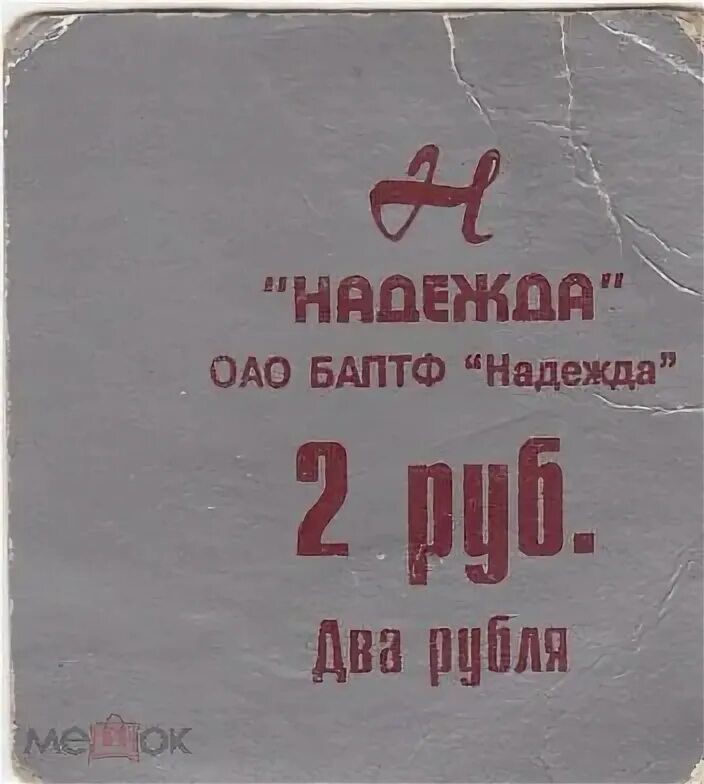 Н
"НАДЕЖДА"
ОАО БАПТФ "Надежда"
2 руб.
Два рубля
мешок